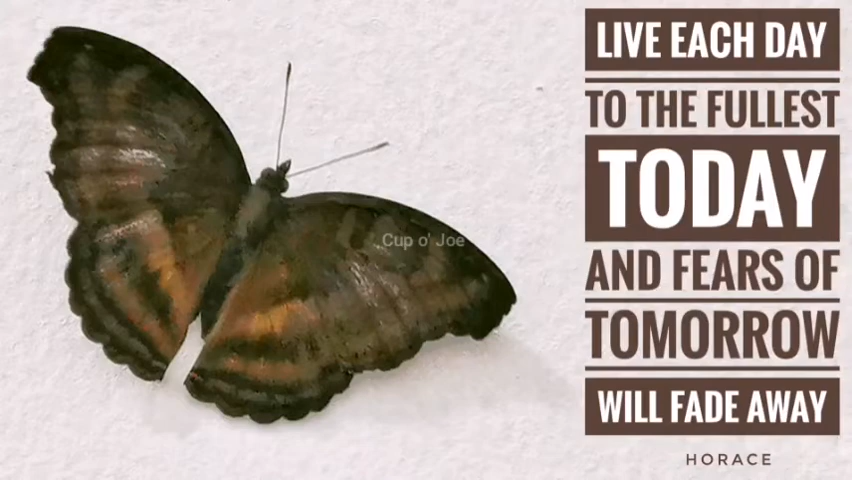 LIVE EACH DAY
TO THE FULLEST
TODAY
AND FEARS OF
TOMORROW
WILL FADE AWAY
HORACE
Cup o' Joe